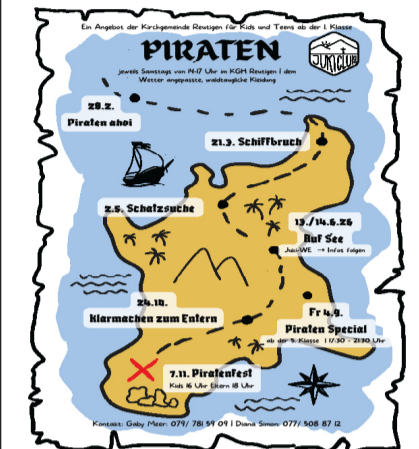 Ein Angebot der Kirchgemeinde Reutigen für Kids und Teens ab der 1. Klasse
PIRATEN
jeweils Samstags von 14-17 Uhr im KGH Reutigen | dem
Wetter angepasste, waldtaugliche Kleidung
JUKICLUB
28.2.
Piraten ahoi
21.3. Schiffbruch
2.5. Schatzsuche
13./14.6.26
Auf See
Juki-WE → Infos folgen
24.10.
Klarmachen zum Entern
Fr 4.9.
Piraten Special
ab der 5. Klasse | 17:30 - 21:30 Uhr
7.11. Piratenfest
Kids 16 Uhr Eltern 18 Uhr
Kontakt: Gaby Meer: 079/ 781 59 09 | Diana Simon: 077/ 508 87 12